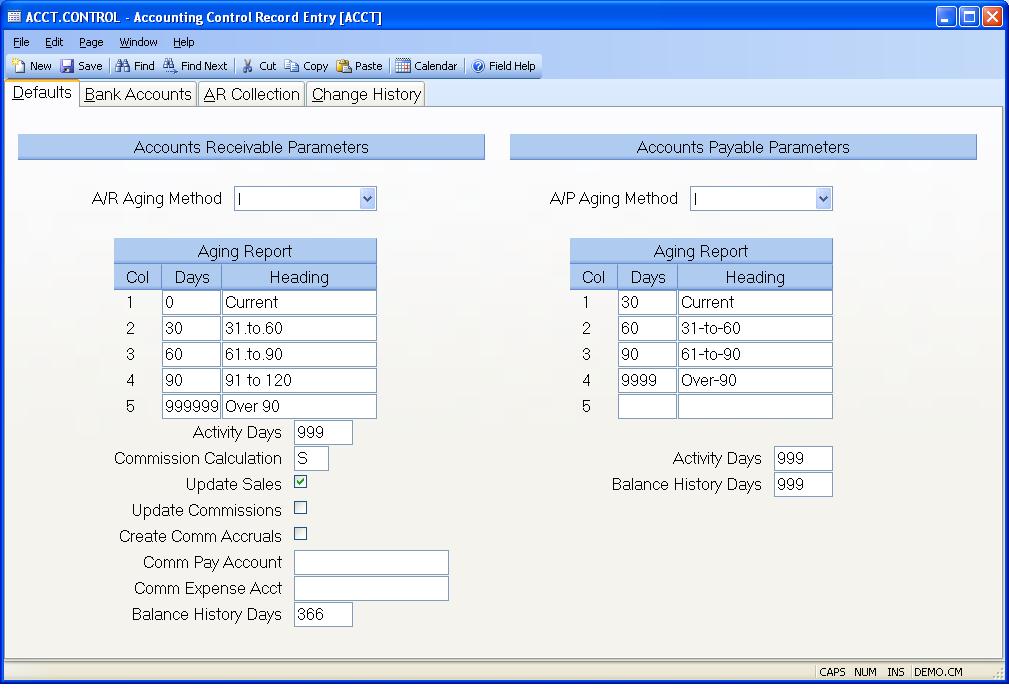 ACCT.CONTROL - Accounting Control Record Entry [ACCT]
File Edit Page Window Help
New Save Find Find Next Cut Copy Paste Calendar Field Help
Defaults Bank Accounts AR Collection Change History
Accounts Receivable Parameters
A/R Aging Method
Aging Report
Col Days Heading
1 0 Current
2 30 31.to.60
3 60 61.to.90
4 90 91 to 120
5 999999 Over 90
Activity Days 999
Commission Calculation S
Update Sales
Update Commissions
Create Comm Accruals
Comm Pay Account
Comm Expense Acct
Balance History Days 366
Accounts Payable Parameters
A/P Aging Method
Aging Report
Col Days Heading
1 30 Current
2 60 31-to-60
3 90 61-to-90
4 9999 Over-90
5
Activity Days 999
Balance History Days 999
CAPS NUM INS DEMO.CM